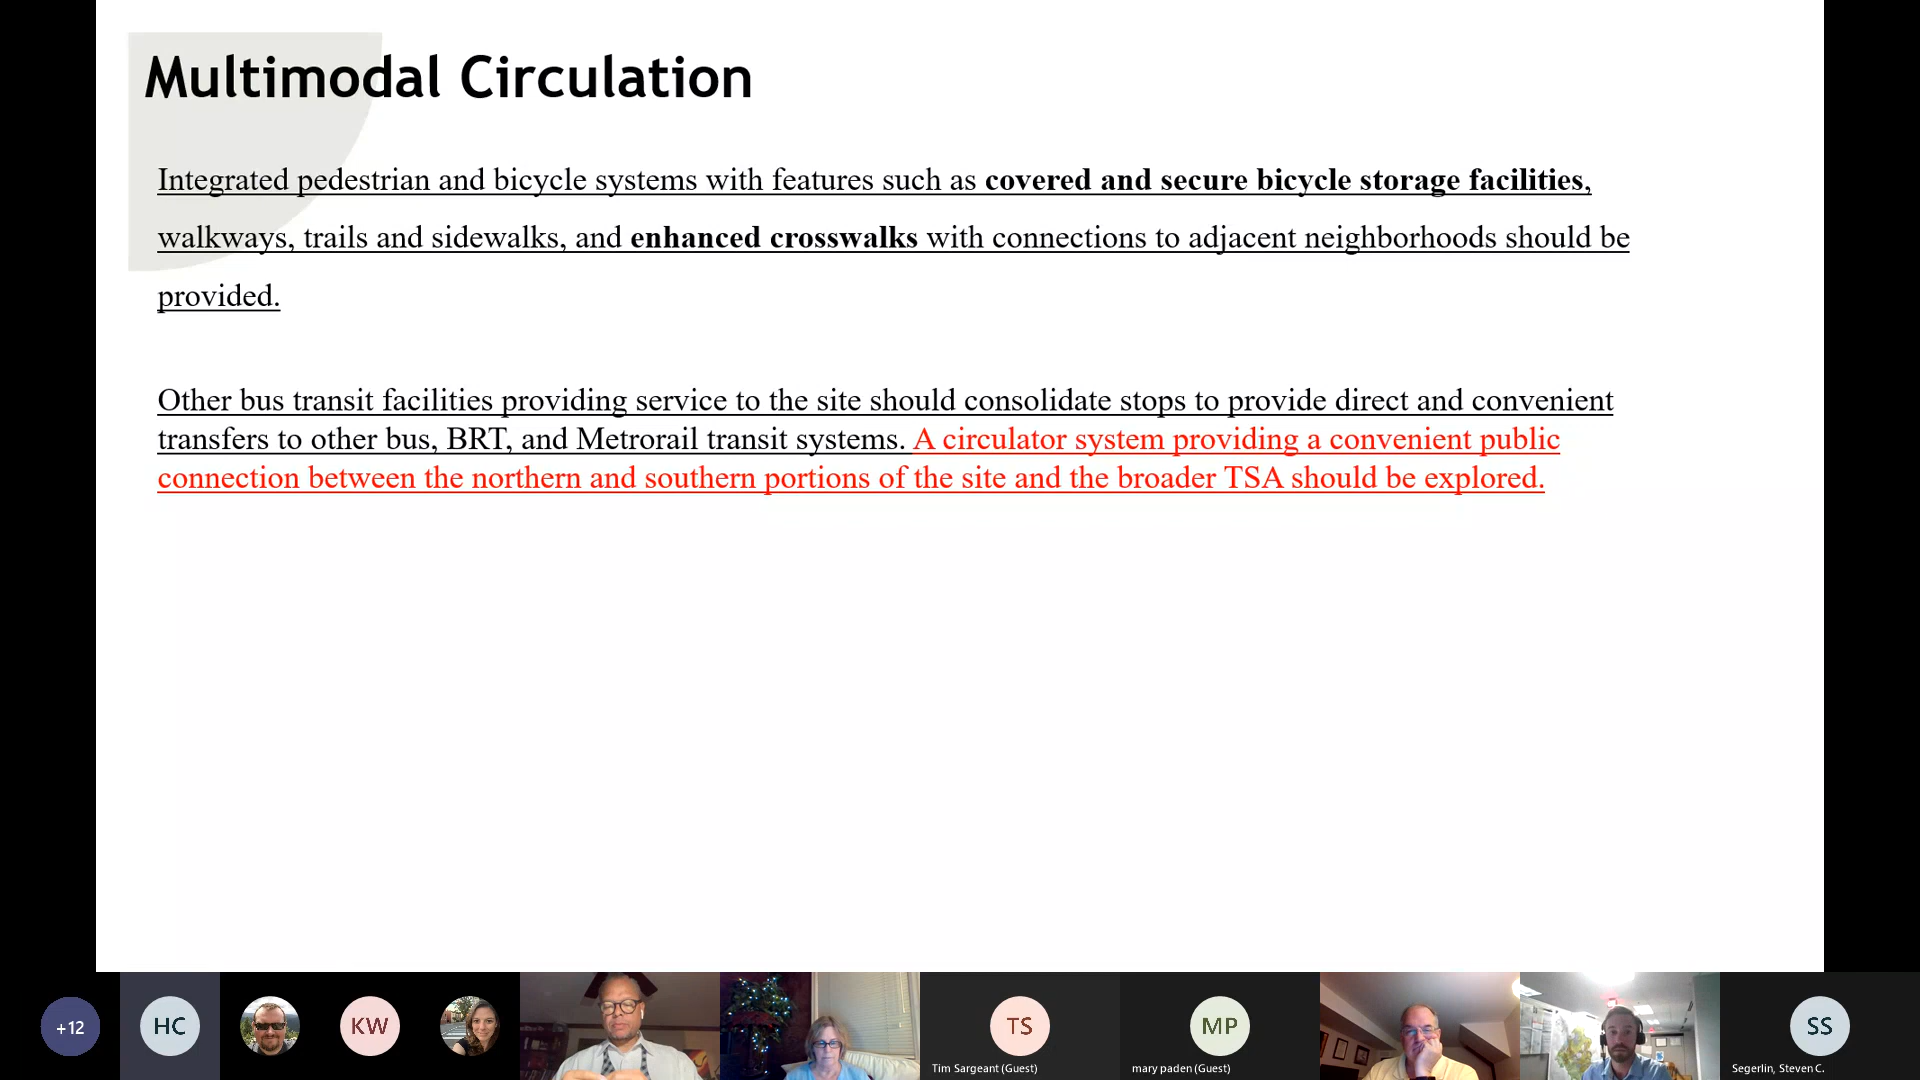 Multimodal Circulation
Integrated pedestrian and bicycle systems with features such as covered and secure bicycle storage facilities,
walkways, trails and sidewalks, and enhanced crosswalks with connections to adjacent neighborhoods should be
provided.
Other bus transit facilities providing service to the site should consolidate stops to provide direct and convenient
transfers to other bus, BRT, and Metrorail transit systems. A circulator system providing a convenient public
connection between the northern and southern portions of the site and the broader TSA should be explored.
+12
HC
KW
TS
MP
SS
Tim Sargeant (Guest)
mary paden (Guest)
Segerlin, Steven C.